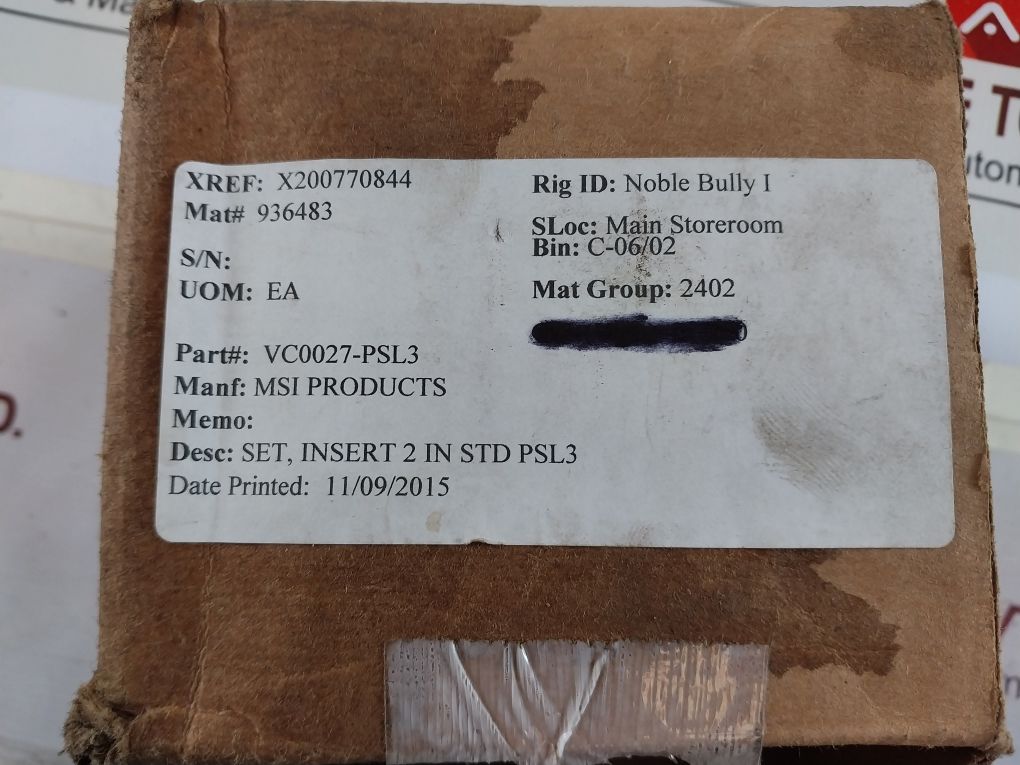 XREF: X200770844
Mat# 936483
S/N:
UOM: EA
Part#: VC0027-PSL3
Manf: MSI PRODUCTS
Memo:
Desc: SET, INSERT 2 IN STD PSL3
Date Printed: 11/09/2015
Rig ID: Noble Bully I
SLoc: Main Storeroom
Bin: C-06/02
Mat Group: 2402